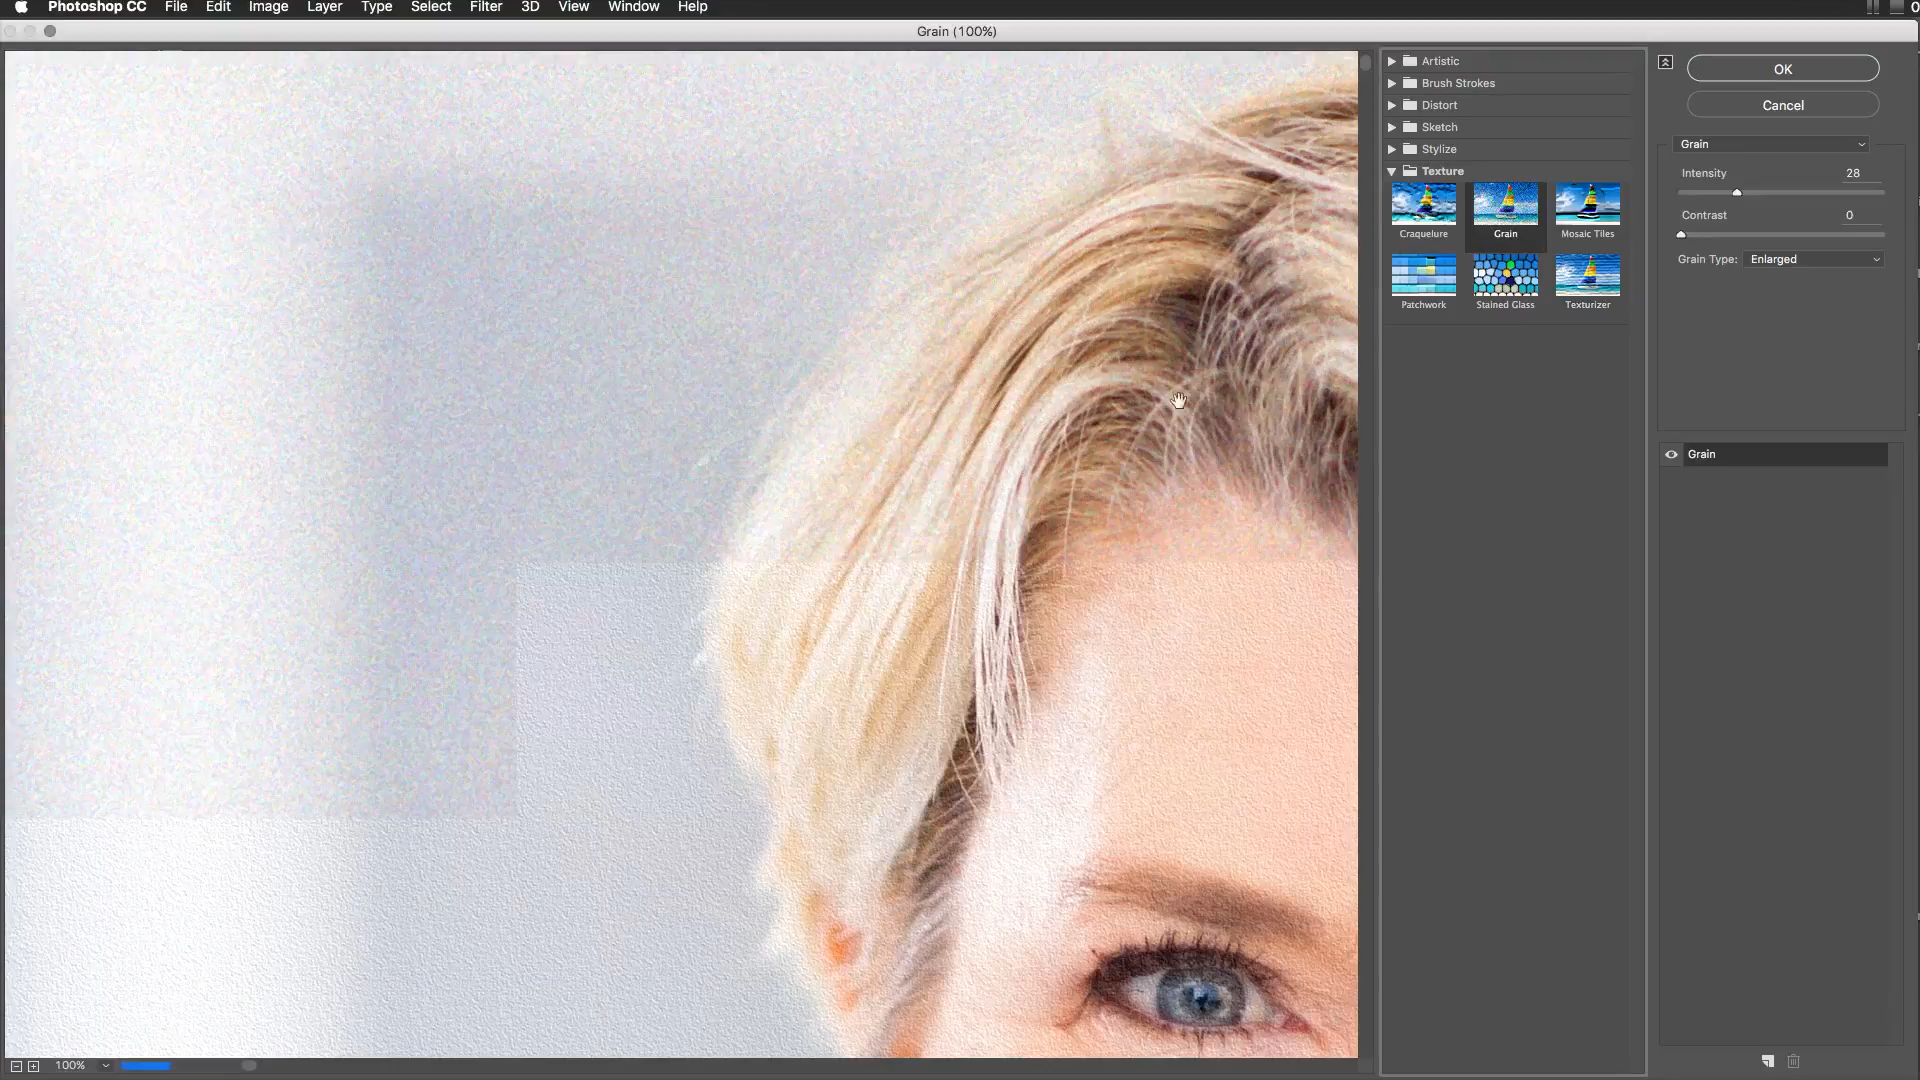 Photoshop CC File Edit Image Layer Type Select Filter 3D View Window Help
Grain (100%)
Artistic
Brush Strokes
Distort
Sketch
Stylize
Texture
Craquelure Grain Mosaic Tiles
Patchwork Stained Glass Texturizer
OK
Cancel
Grain
Intensity 28
Contrast 0
Grain Type: Enlarged
Grain
100%